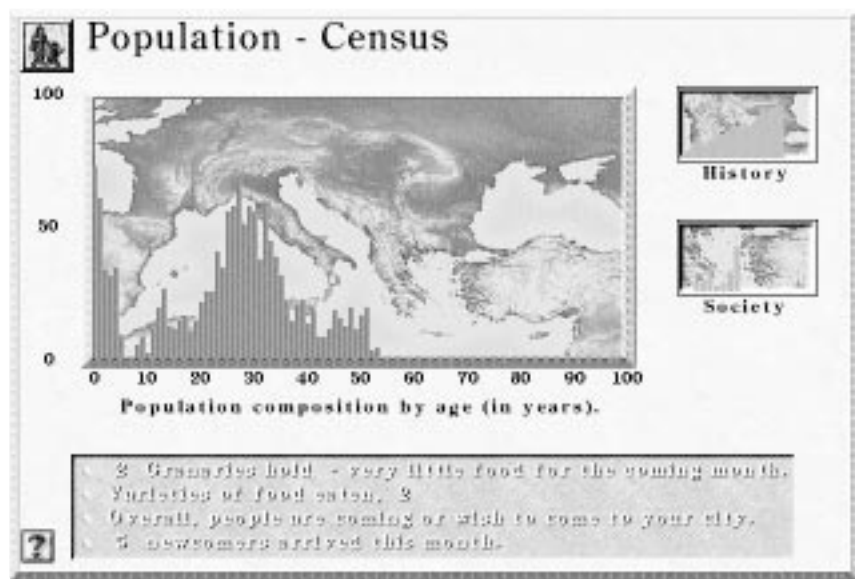 Population - Census
100
History
50
Society
0
0 10 20 30 40 50 60 70 80 90 100
Population composition by age (in years).
2 Granaries hold - very little food for the coming month.
Varieties of food eaten, 2
Overall, people are coming or wish to come to your city.
5 newcomers arrived this month.
?